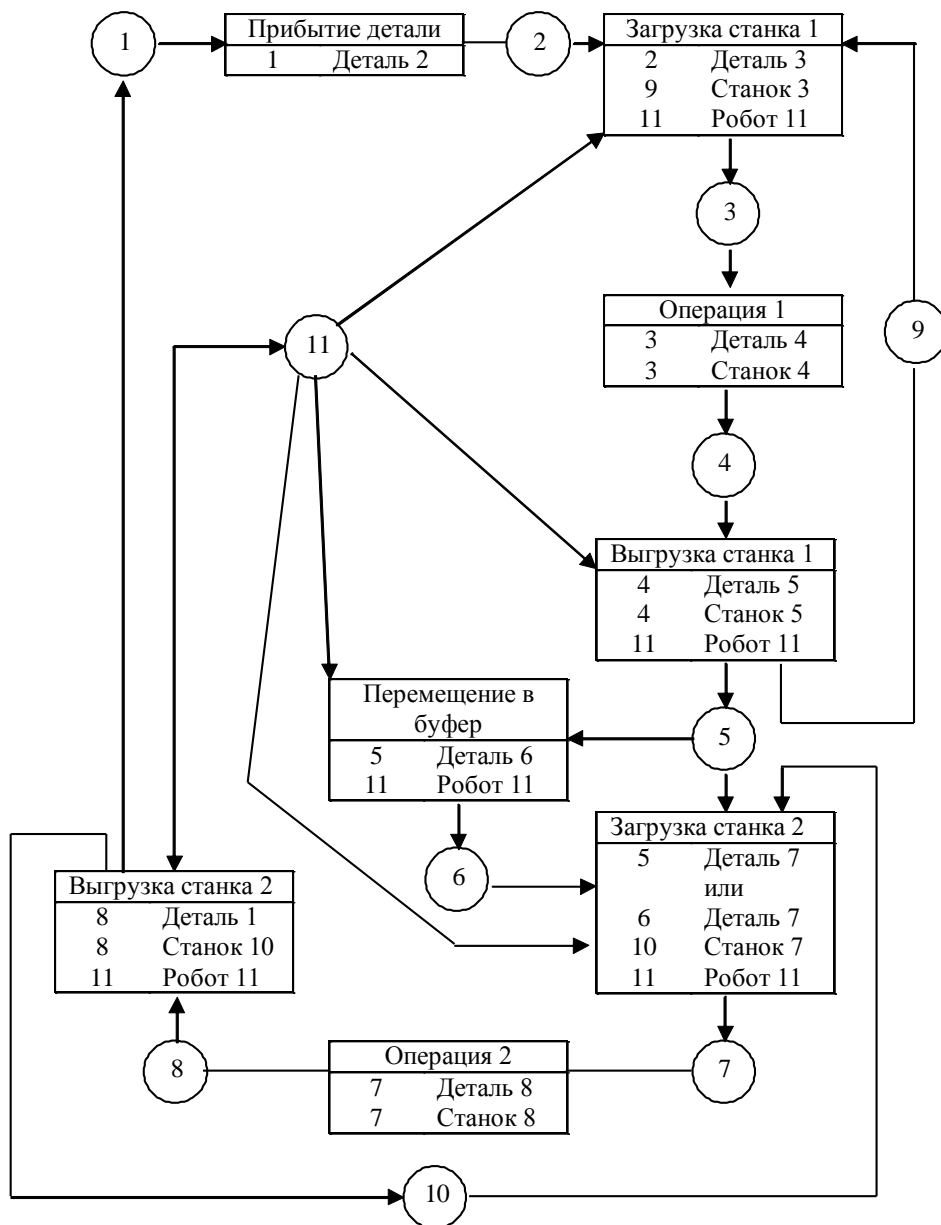 1
Прибытие детали
1 Деталь 2
2
Загрузка станка 1
2 Деталь 3
9 Станок 3
11 Робот 11
3
Операция 1
3 Деталь 4
3 Станок 4
11
9
4
Выгрузка станка 1
4 Деталь 5
4 Станок 5
11 Робот 11
Перемещение в
буфер
5 Деталь 6
11 Робот 11
5
Загрузка станка 2
5 Деталь 7
или
6 Деталь 7
10 Станок 7
11 Робот 11
6
Выгрузка станка 2
8 Деталь 1
8 Станок 10
11 Робот 11
8
Операция 2
7 Деталь 8
7 Станок 8
7
10